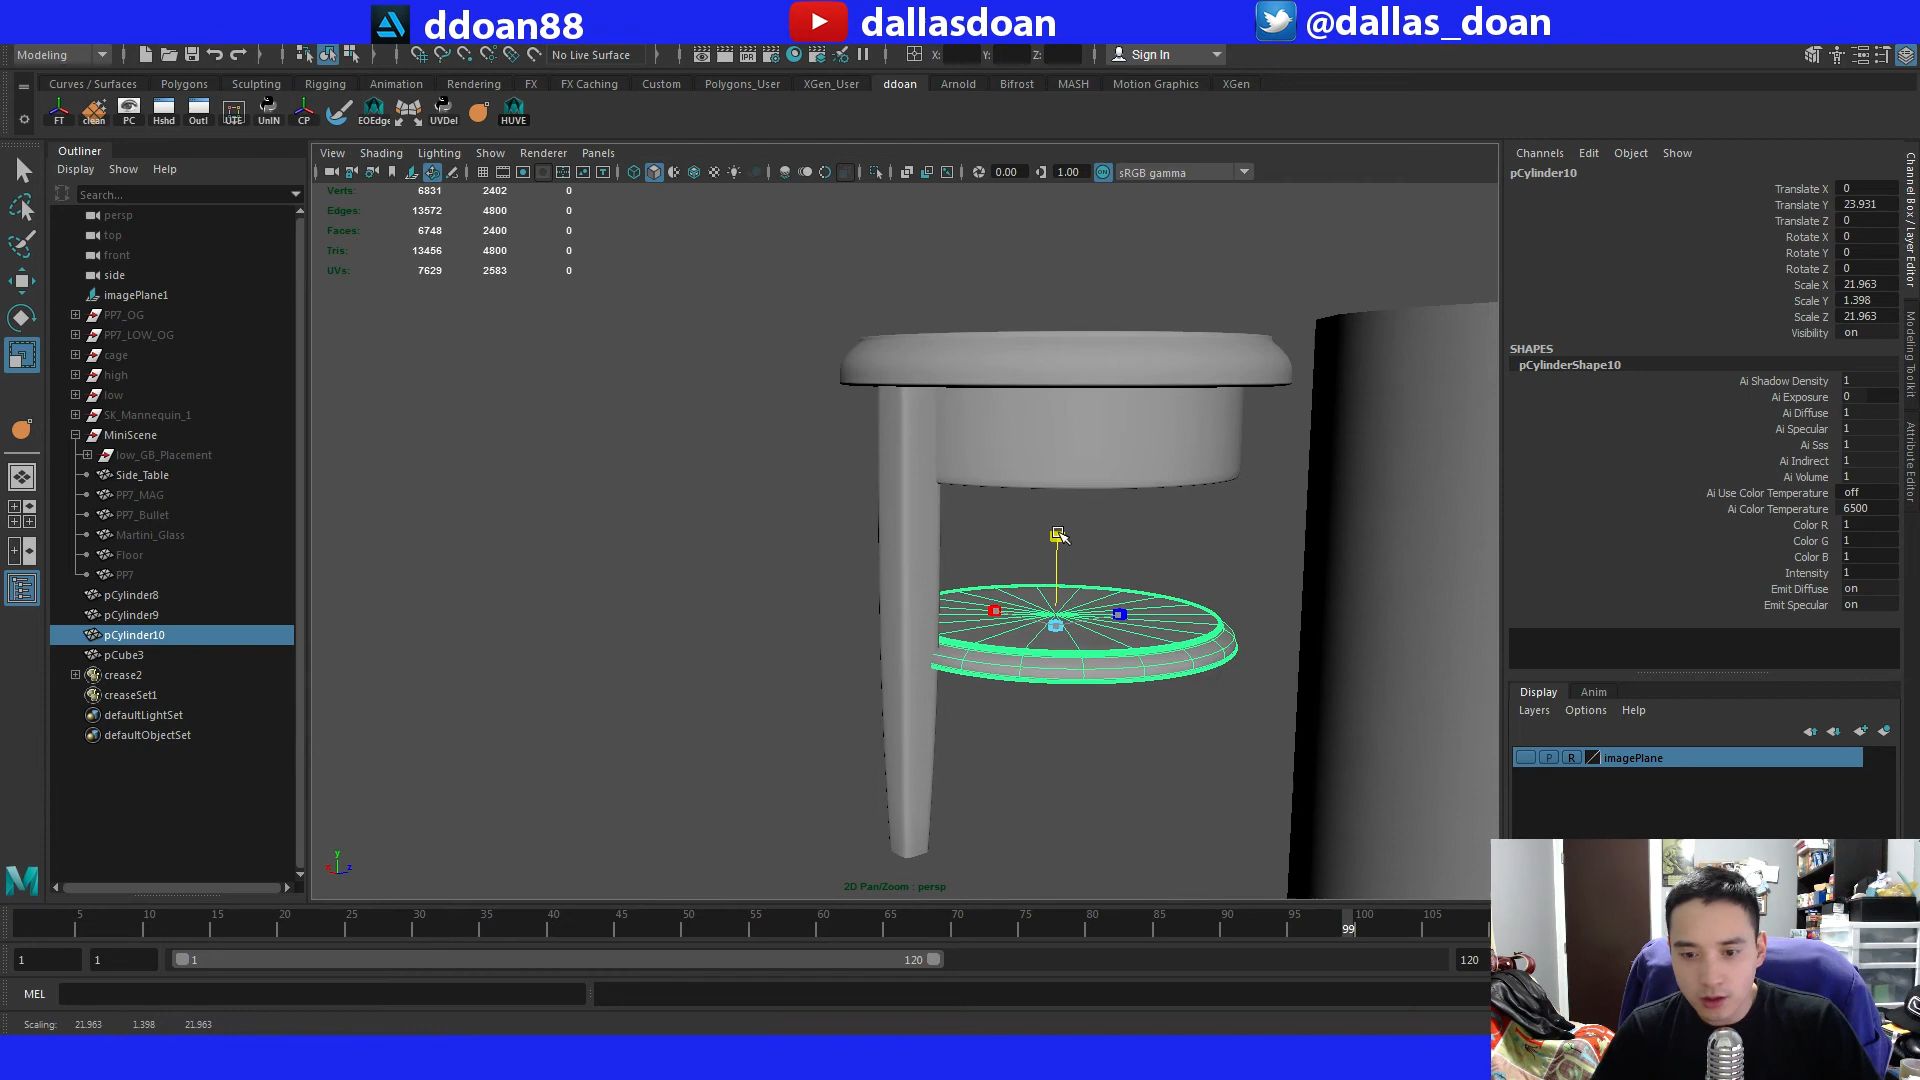 ddoan88
dallasdoan
@dallas_doan
Modeling
No Live Surface
X:
Y:
Z:
Sign In
Curves / Surfaces
Polygons
Sculpting
Rigging
Animation
Rendering
FX
FX Caching
Custom
Polygons_User
XGen_User
ddoan
Arnold
Bifrost
MASH
Motion Graphics
XGen
FT
clean
PC
Hshd
Outl
UTE
UnIN
CP
EOEdge
UVDel
HUVE
Outliner
Display Show Help
Search...
persp
top
front
side
imagePlane1
PP7_OG
PP7_LOW_OG
cage
high
low
SK_Mannequin_1
MiniScene
low_GB_Placement
Side_Table
PP7_MAG
PP7_Bullet
Martini_Glass
Floor
PP7
pCylinder8
pCylinder9
pCylinder10
pCube3
crease2
creaseSet1
defaultLightSet
defaultObjectSet
View Shading Lighting Show Renderer Panels
0.00 1.00 ON sRGB gamma
Verts: 6831 2402 0
Edges: 13572 4800 0
Faces: 6748 2400 0
Tris: 13456 4800 0
UVs: 7629 2583 0
y
x
z
2D Pan/Zoom : persp
Channels Edit Object Show
pCylinder10
Translate X 0
Translate Y 23.931
Translate Z 0
Rotate X 0
Rotate Y 0
Rotate Z 0
Scale X 21.963
Scale Y 1.398
Scale Z 21.963
Visibility on
SHAPES
pCylinderShape10
Ai Shadow Density 1
Ai Exposure 0
Ai Diffuse 1
Ai Specular 1
Ai Sss 1
Ai Indirect 1
Ai Volume 1
Ai Use Color Temperature off
Ai Color Temperature 6500
Color R 1
Color G 1
Color B 1
Intensity 1
Emit Diffuse on
Emit Specular on
Display Anim
Layers Options Help
P R imagePlane
Channel Box / Layer Editor
Modeling Toolkit
Attribute Editor
5 10 15 20 25 30 35 40 45 50 55 60 65 70 75 80 85 90 95 100 105
99
1 1 1 120 120
MEL
Scaling: 21.963 1.398 21.963